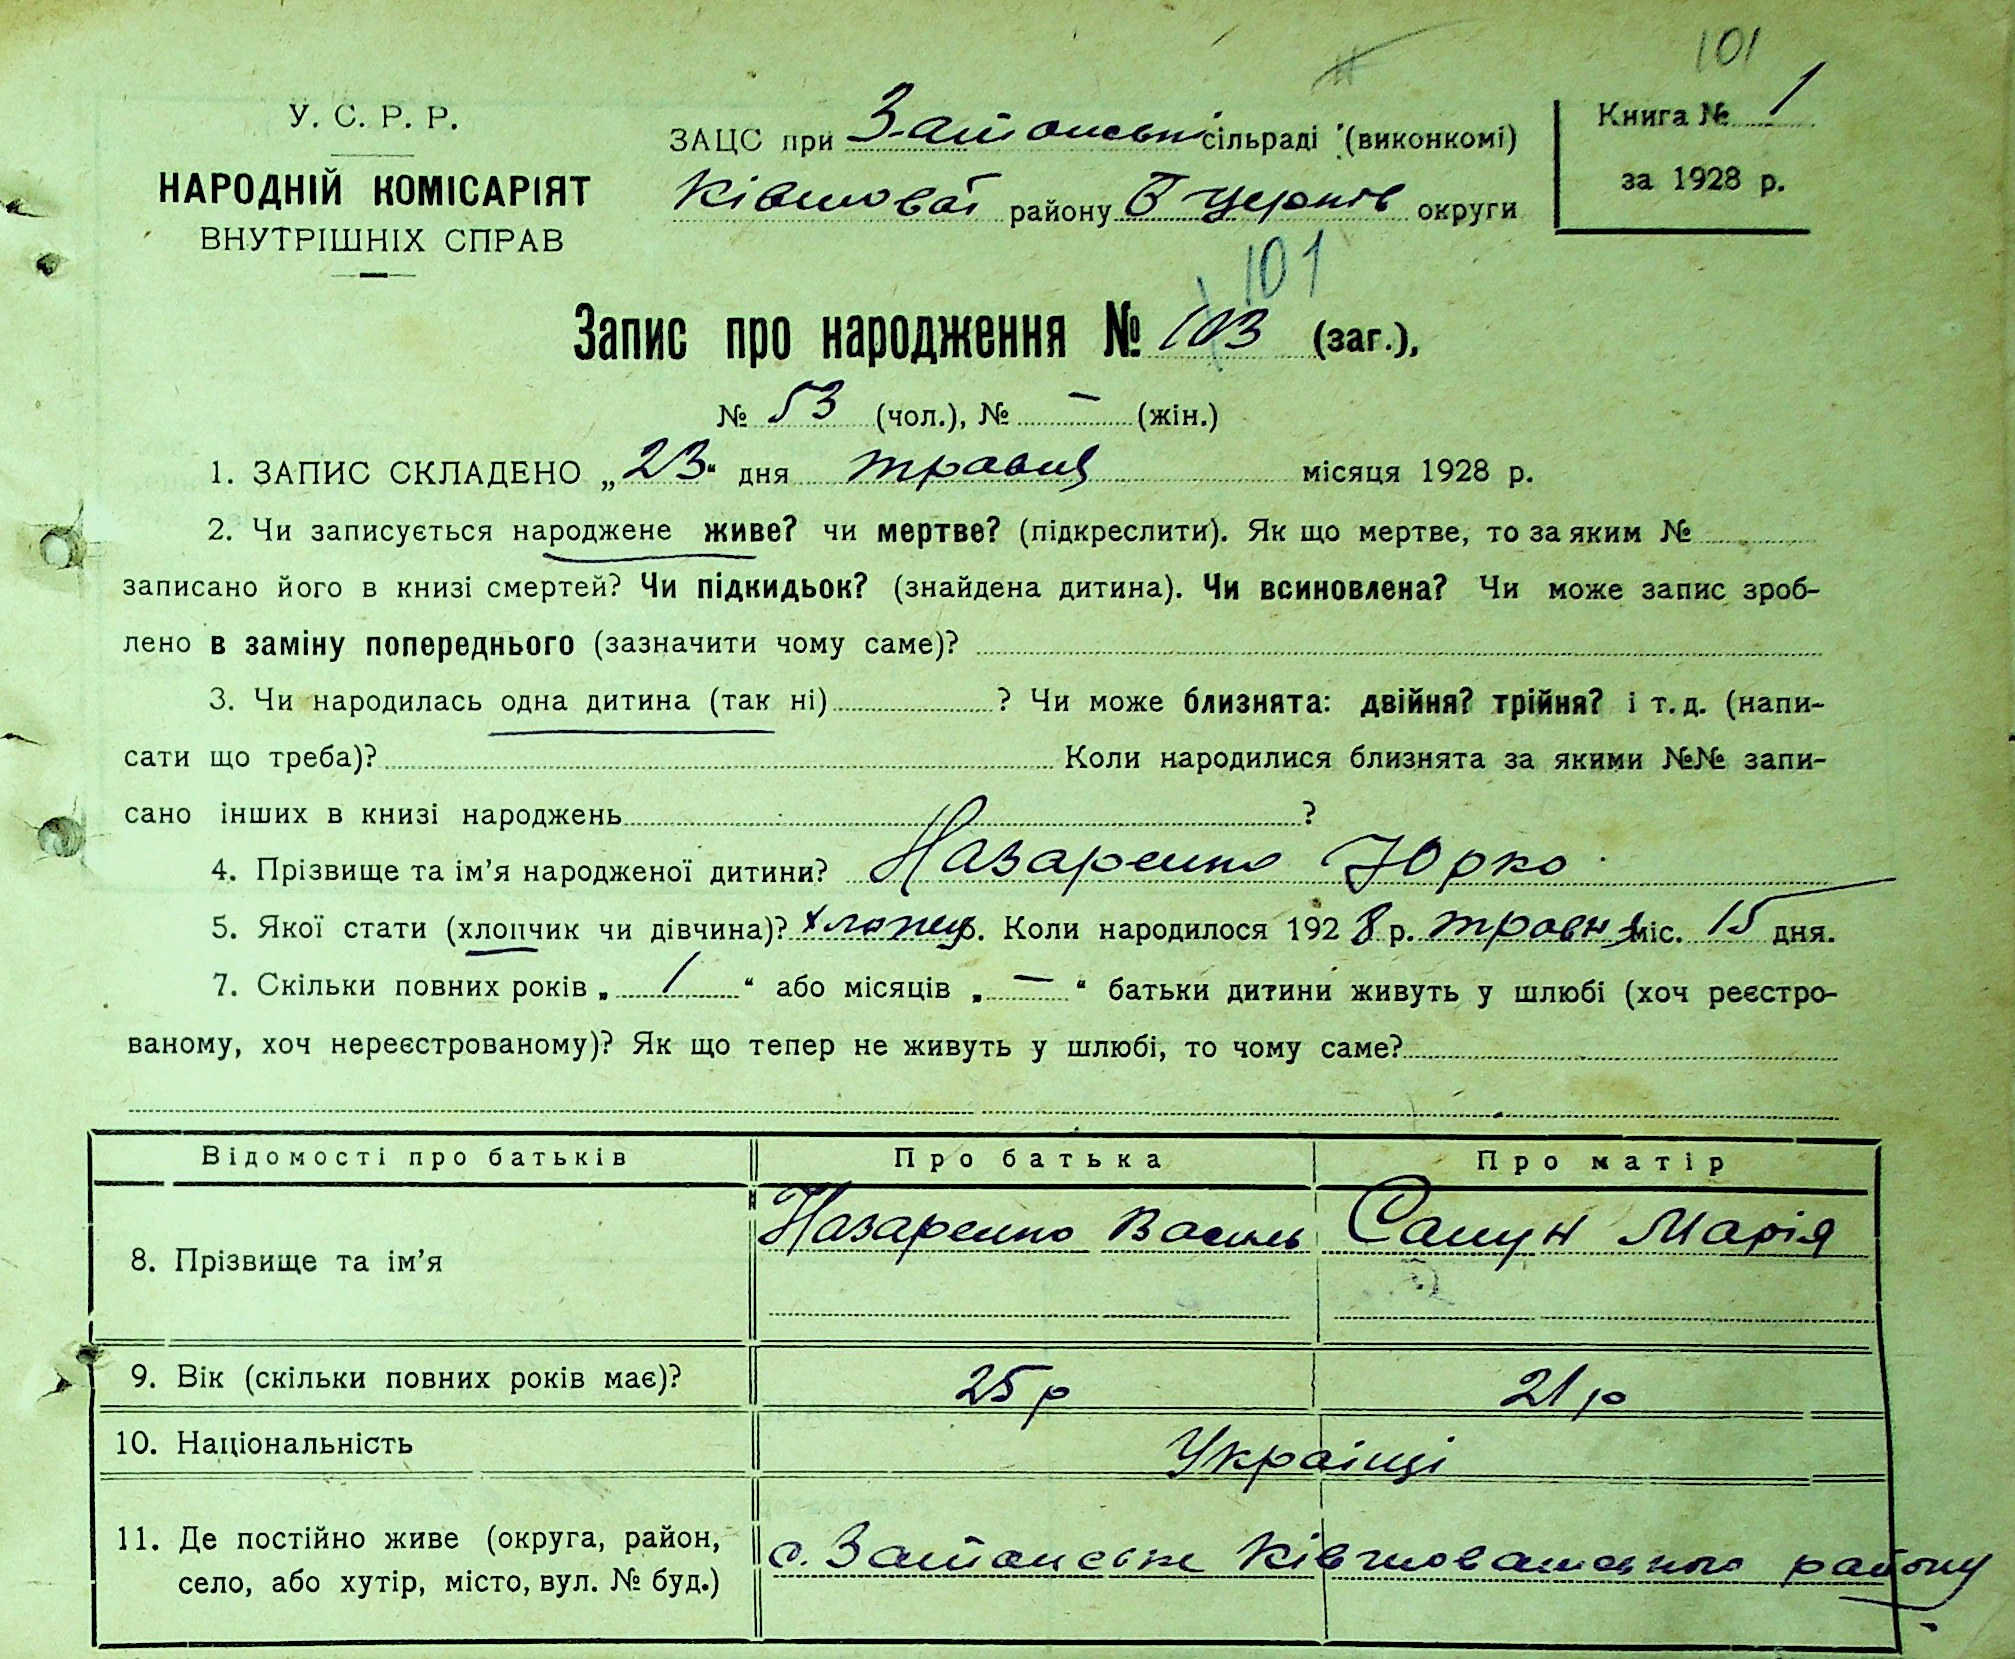 101
У. С. Р. Р.
НАРОДНІЙ КОМІСАРІЯТ
ВНУТРІШНІХ СПРАВ
ЗАЦС при Затонські сільраді (виконкомі)
Ківшоват району Б Церків округи
Книга № 1
за 1928 р.
101
Запис про народження № 103 (заг.),
№ 53 (чол.), № — (жін.)
1. ЗАПИС СКЛАДЕНО „23“ дня травня місяця 1928 р.
2. Чи записується народжене живе? чи мертве? (підкреслити). Як що мертве, то за яким №
записано його в книзі смертей? Чи підкидьок? (знайдена дитина). Чи всиновлена? Чи може запис зроб-
лено в заміну попереднього (зазначити чому саме)?
3. Чи народилась одна дитина (так ні) ? Чи може близнята: двійня? трійня? і т. д. (напи-
сати що треба)? Коли народилися близнята за якими №№ запи-
сано інших в книзі народжень ?
4. Прізвище та ім’я народженої дитини? Назаренко Юрко
5. Якої стати (хлопчик чи дівчина)? хлопец. Коли народилося 1928 р. травня міс. 15 дня.
7. Скільки повних років „ 1 “ або місяців „ — “ батьки дитини живуть у шлюбі (хоч реєстро-
ваному, хоч нереєстрованому)? Як що тепер не живуть у шлюбі, то чому саме?
Відомості про батьків Про батька Про матір
8. Прізвище та ім’я Назаренко Василь Самун Марія
9. Вік (скільки повних років має)? 25 р 21 р
10. Національність Українці
11. Де постійно живе (округа, район,
село, або хутір, місто, вул. № буд.) с. Затонське Ківшоватського району